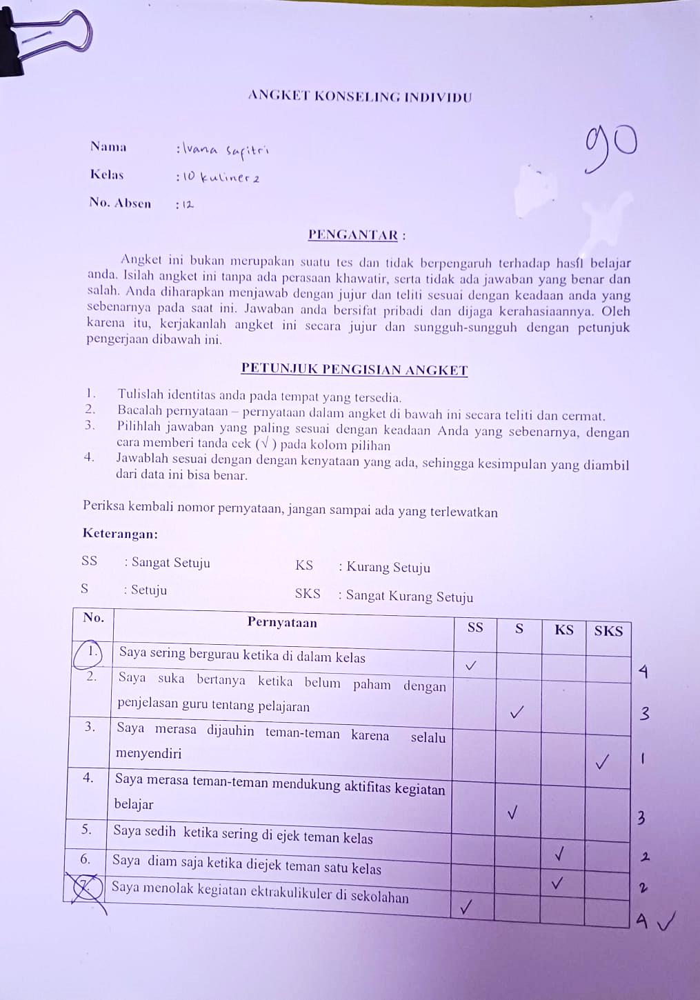 ANGKET KONSELING INDIVIDU
90
Nama : Ivana Safitri
Kelas : 10 kuliner 2
No. Absen : 12
PENGANTAR :
Angket ini bukan merupakan suatu tes dan tidak berpengaruh terhadap hasil belajar
anda. Isilah angket ini tanpa ada perasaan khawatir, serta tidak ada jawaban yang benar dan
salah. Anda diharapkan menjawab dengan jujur dan teliti sesuai dengan keadaan anda yang
sebenarnya pada saat ini. Jawaban anda bersifat pribadi dan dijaga kerahasiaannya. Oleh
karena itu, kerjakanlah angket ini secara jujur dan sungguh-sungguh dengan petunjuk
pengerjaan dibawah ini.
PETUNJUK PENGISIAN ANGKET
1. Tulislah identitas anda pada tempat yang tersedia.
2. Bacalah pernyataan – pernyataan dalam angket di bawah ini secara teliti dan cermat.
3. Pilihlah jawaban yang paling sesuai dengan keadaan Anda yang sebenarnya, dengan
cara memberi tanda cek (√ ) pada kolom pilihan
4. Jawablah sesuai dengan dengan kenyataan yang ada, sehingga kesimpulan yang diambil
dari data ini bisa benar.
Periksa kembali nomor pernyataan, jangan sampai ada yang terlewatkan
Keterangan:
SS : Sangat Setuju KS : Kurang Setuju
S : Setuju SKS : Sangat Kurang Setuju
No. Pernyataan SS S KS SKS
1. Saya sering bergurau ketika di dalam kelas ✓ 4
2. Saya suka bertanya ketika belum paham dengan
penjelasan guru tentang pelajaran ✓ 3
3. Saya merasa dijauhin teman-teman karena selalu
menyendiri ✓ 1
4. Saya merasa teman-teman mendukung aktifitas kegiatan
belajar ✓ 3
5. Saya sedih ketika sering di ejek teman kelas ✓ 2
6. Saya diam saja ketika diejek teman satu kelas ✓ 2
7. Saya menolak kegiatan ektrakulikuler di sekolahan ✓ 4 ✓